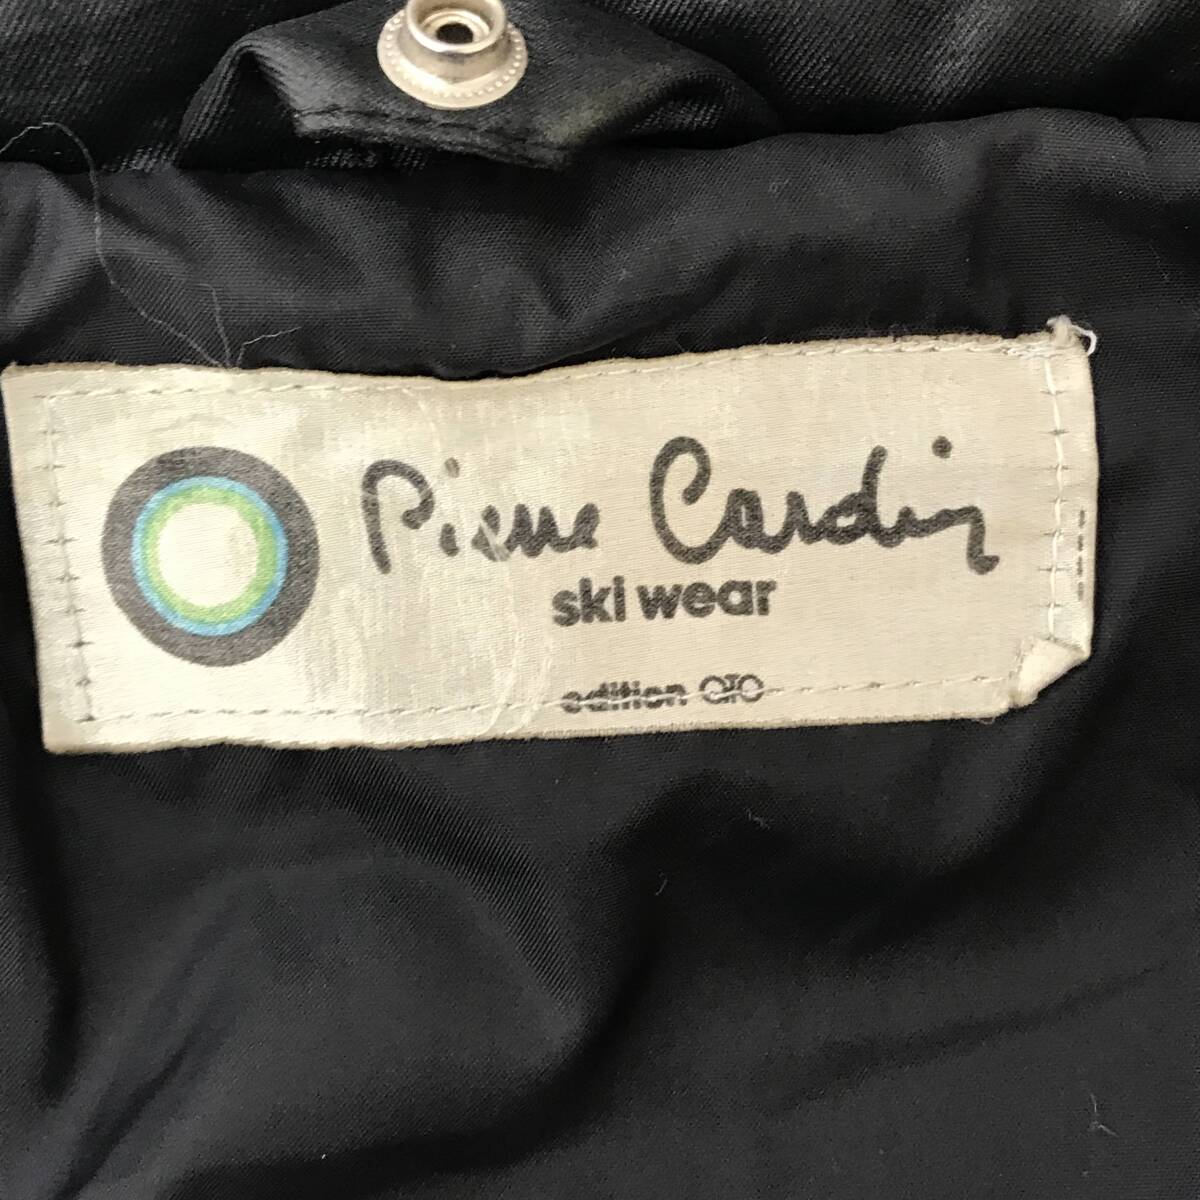 Pierre Cardin
ski wear
edition